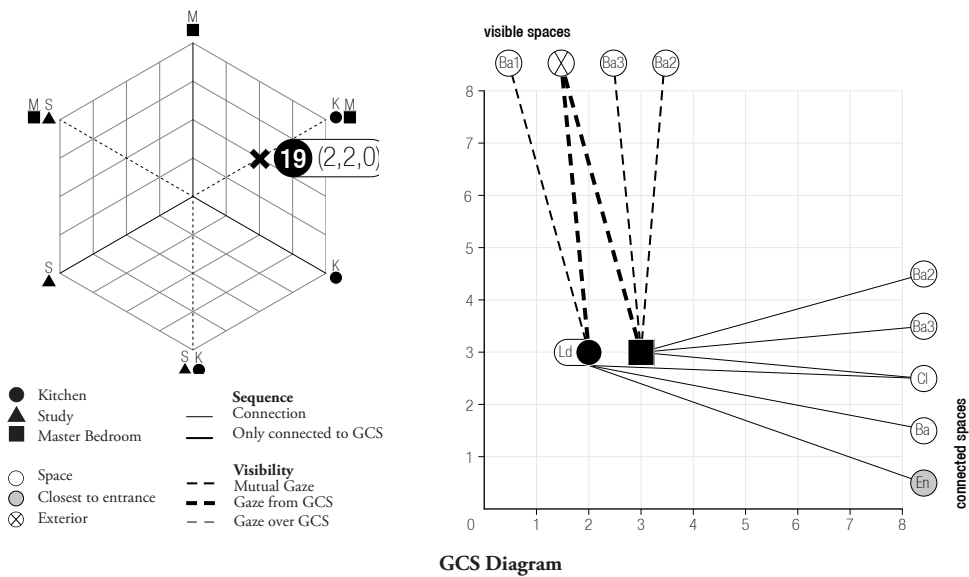 M
M S
K M
19 (2,2,0)
S
K
S K
Kitchen
Study
Master Bedroom
Space
Closest to entrance
Exterior
Sequence
Connection
Only connected to GCS
Visibility
Mutual Gaze
Gaze from GCS
Gaze over GCS
visible spaces
Ba1
Ba3
Ba2
8
7
6
5
4
3
2
1
0
1
2
3
4
5
6
7
8
Ld
Ba2
Ba3
Cl
Ba
En
connected spaces
GCS Diagram